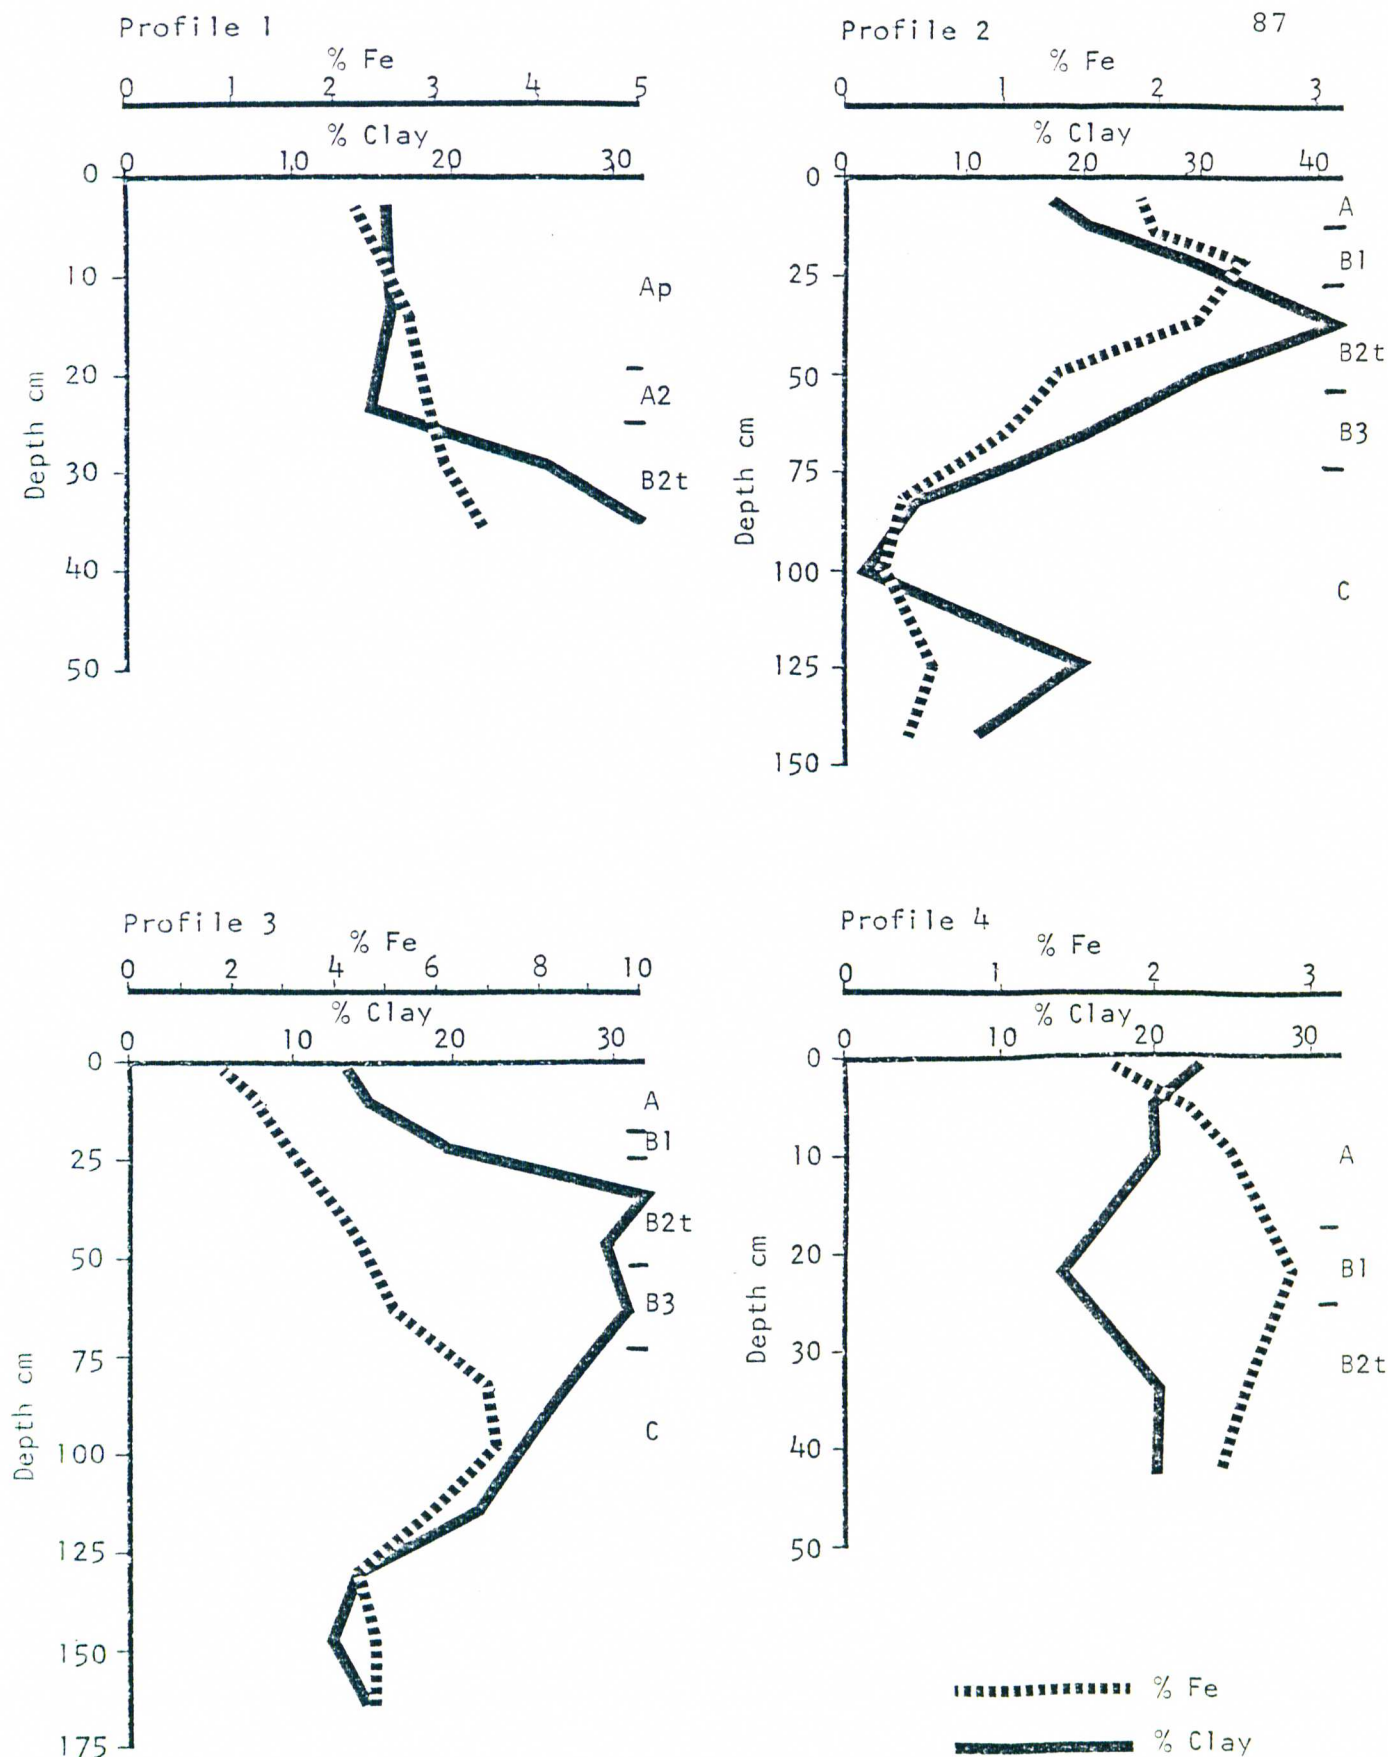 87
Profile 1
% Fe
0 1 2 3 4 5
% Clay
0 10 20 30
Depth cm
0
10
20
30
40
50
Ap
A2
B2t
Profile 2
% Fe
0 1 2 3
% Clay
0 10 20 30 40
Depth cm
0
25
50
75
100
125
150
A
B1
B2t
B3
C
Profile 3
% Fe
0 2 4 6 8 10
% Clay
0 10 20 30
Depth cm
0
25
50
75
100
125
150
175
A
B1
B2t
B3
C
Profile 4
% Fe
0 1 2 3
% Clay
0 10 20 30
Depth cm
0
10
20
30
40
50
A
B1
B2t
% Fe
% Clay